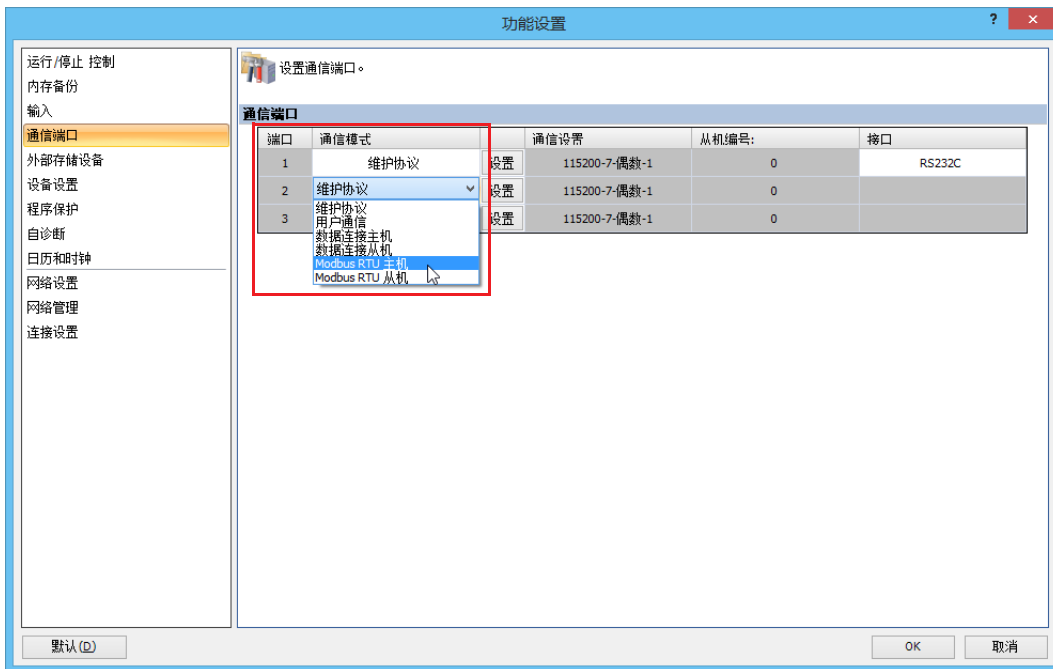 功能设置
?
×
运行/停止 控制
内存备份
输入
通信端口
外部存储设备
设备设置
程序保护
自诊断
日历和时钟
网络设置
网络管理
连接设置
设置通信端口。
通信端口
端口 通信模式 通信设置 从机编号: 接口
1 维护协议 设置 115200-7-偶数-1 0 RS232C
2 维护协议 设置 115200-7-偶数-1 0
3 设置 115200-7-偶数-1 0
维护协议
用户通信
数据连接主机
数据连接从机
Modbus RTU 主机
Modbus RTU 从机
默认(D) OK 取消